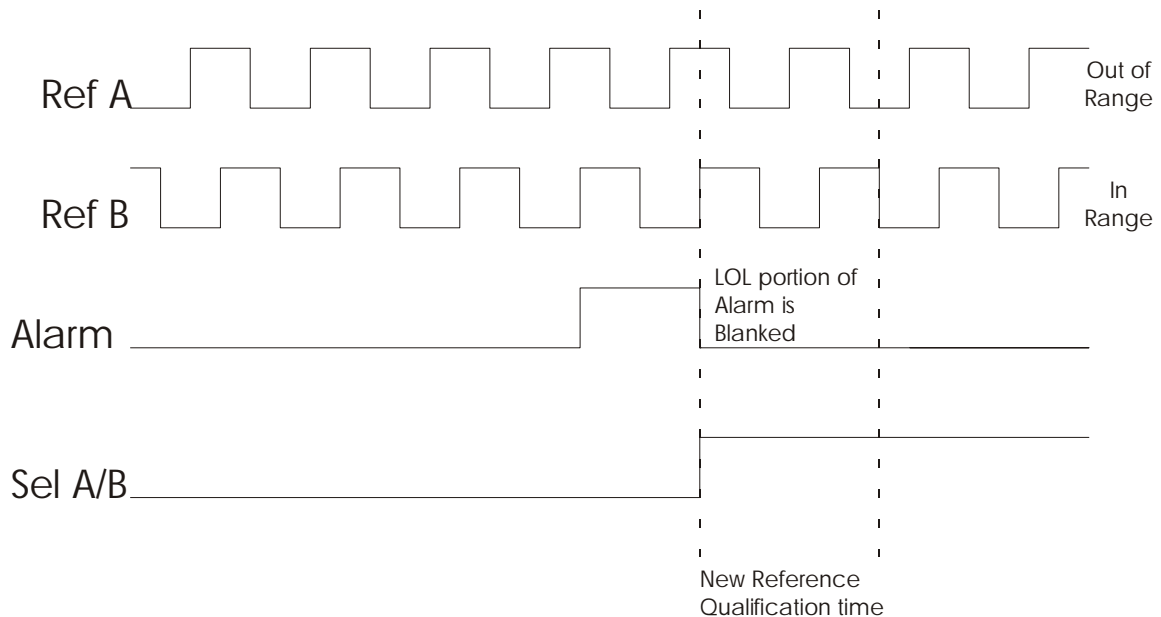 Ref A
Out of
Range
Ref B
In
Range
LOL portion of
Alarm is
Blanked
Alarm
Sel A/B
New Reference
Qualification time